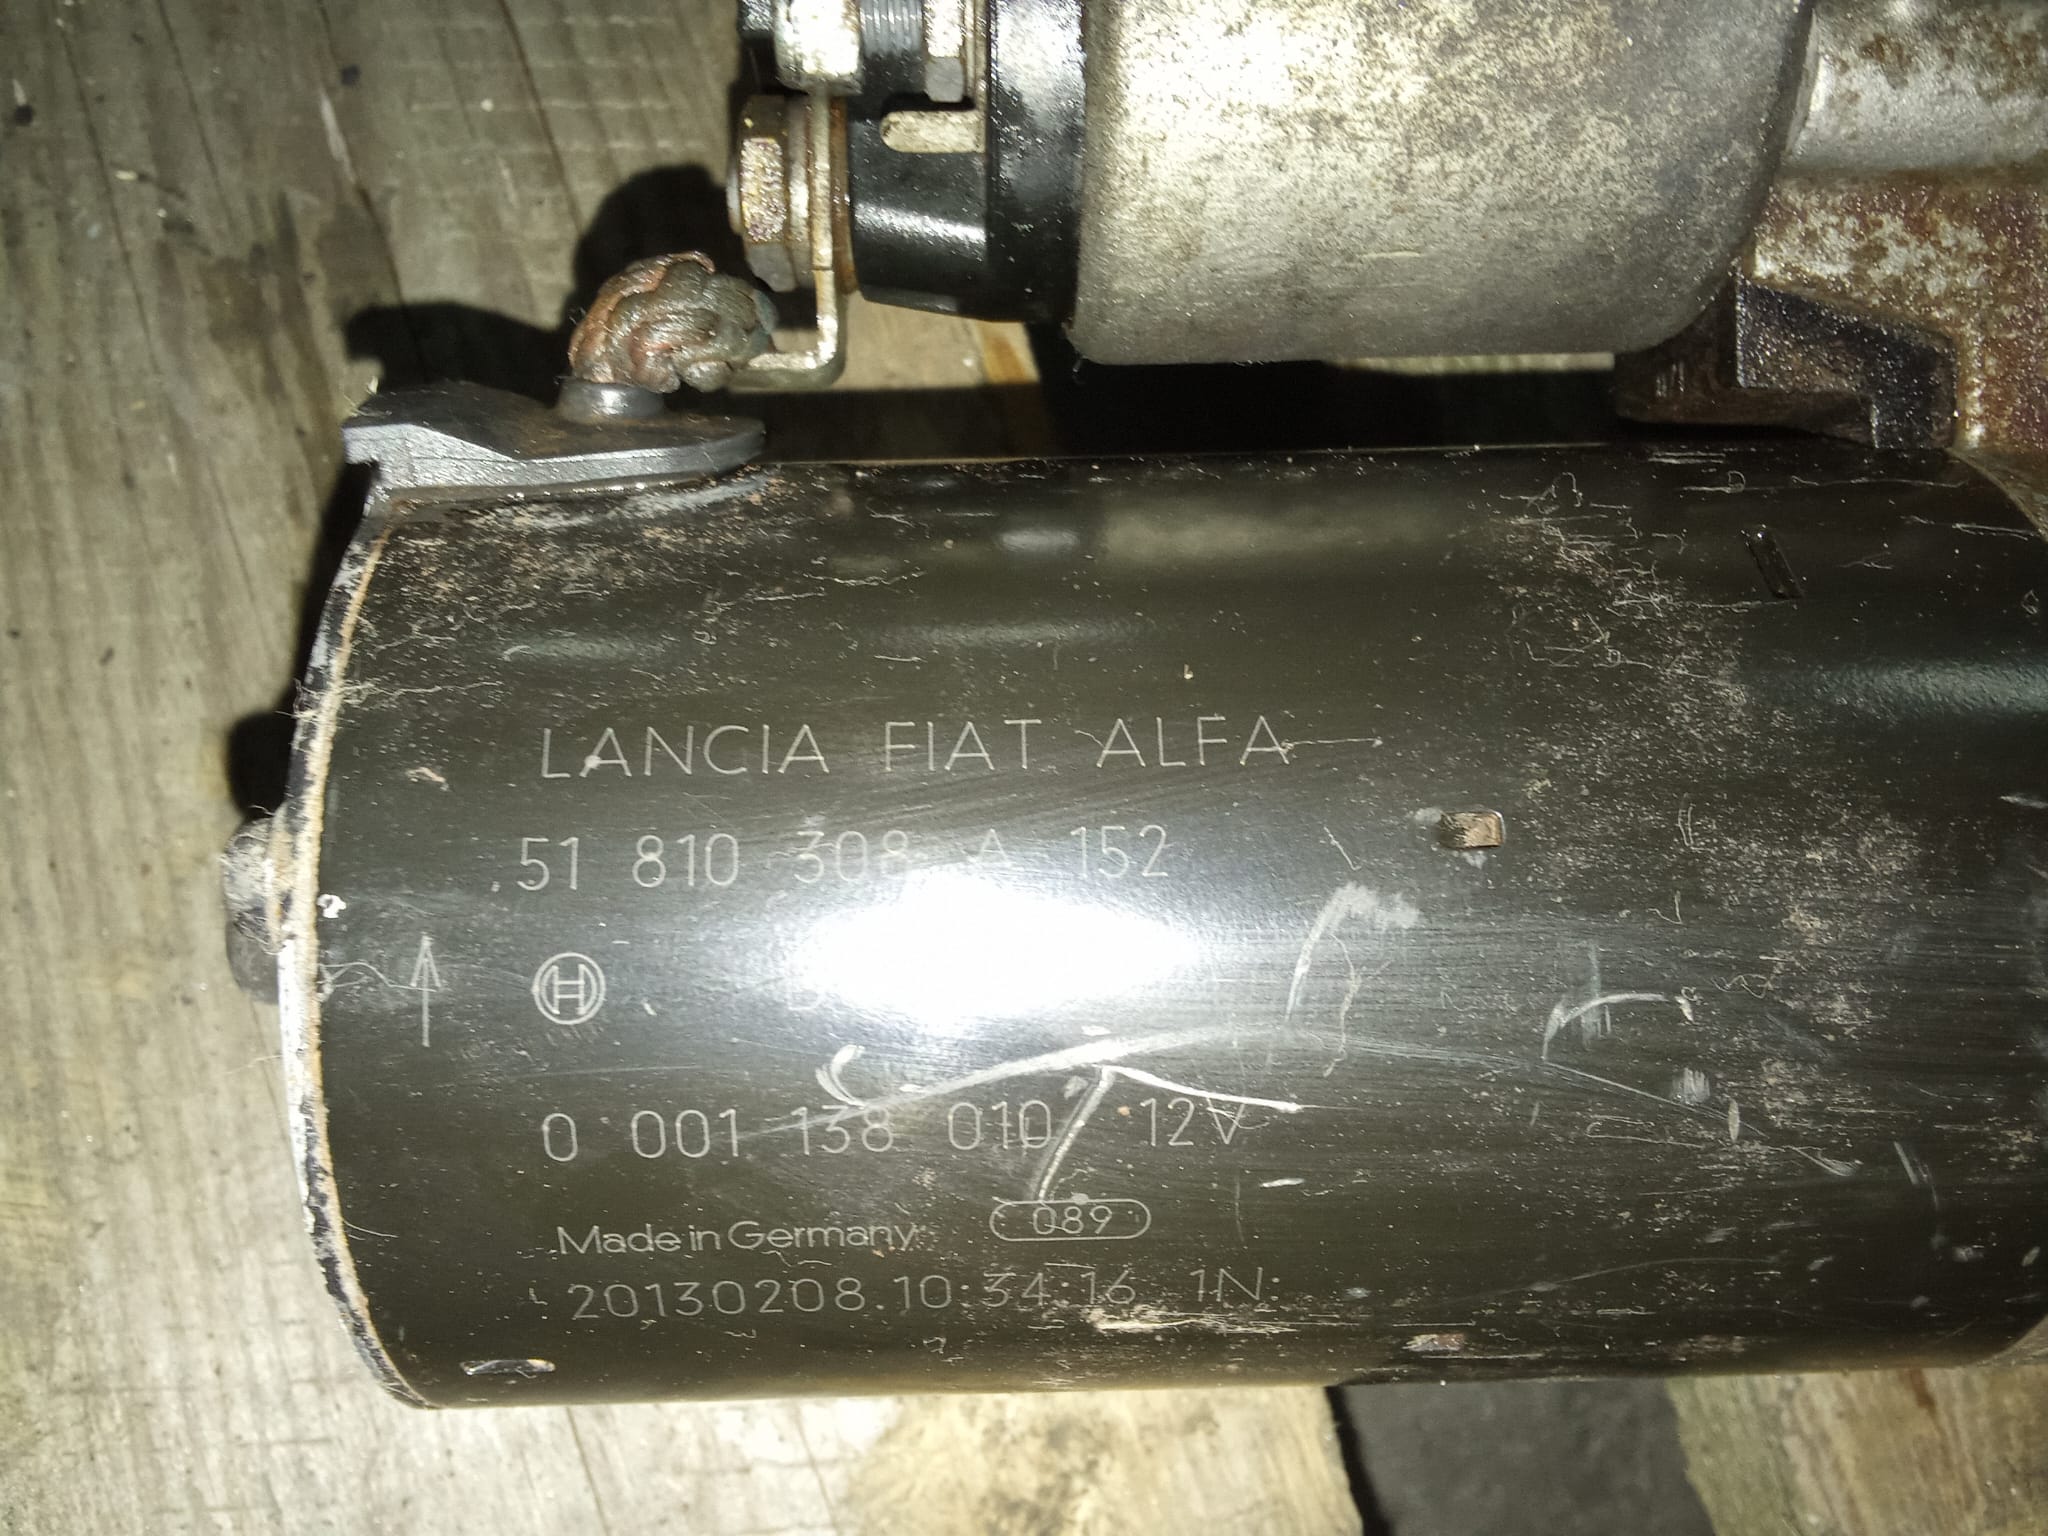 LANCIA FIAT ALFA
51 810 308 A 152
0 001 138 010 12V
Made in Germany 089
20130208.10:34:16 1N